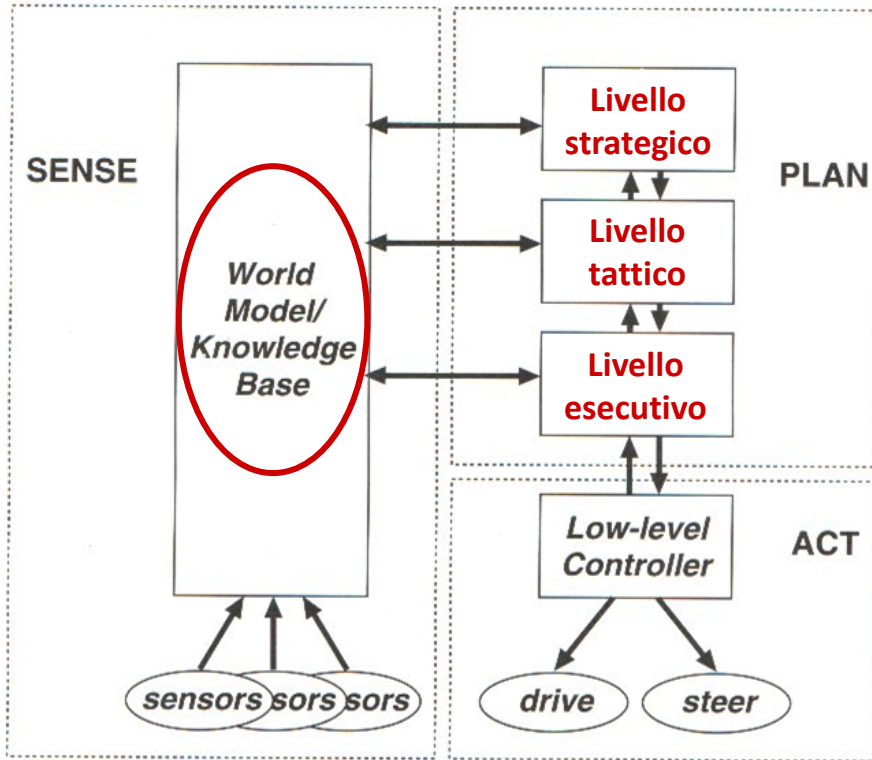 SENSE
World
Model/
Knowledge
Base
sensors
sors
sors
PLAN
Livello
strategico
Livello
tattico
Livello
esecutivo
ACT
Low-level
Controller
drive
steer